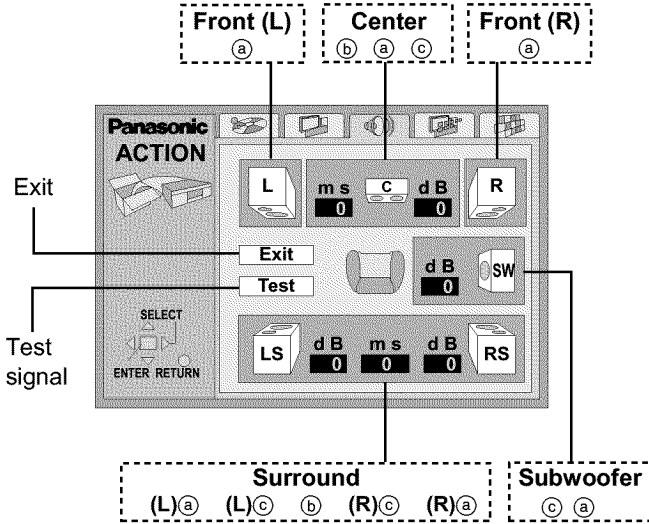 Front (L)
ⓐ
Center
ⓑ ⓐ ⓒ
Front (R)
ⓐ
Panasonic
ACTION
L
m s
0
C
d B
0
R
Exit
Exit
Test
d B
0
SW
SELECT
ENTER RETURN
Test
signal
LS
d B
0
m s
0
d B
0
RS
Surround
(L)ⓐ (L)ⓒ ⓑ (R)ⓒ (R)ⓐ
Subwoofer
ⓒ ⓐ